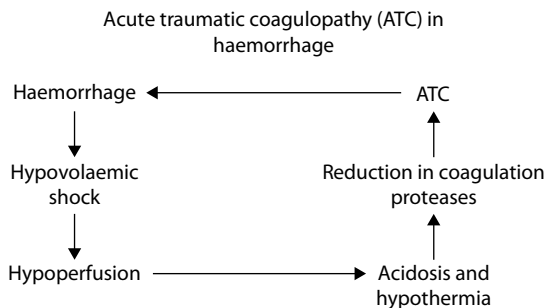 Acute traumatic coagulopathy (ATC) in
haemorrhage
Haemorrhage
ATC
Hypovolaemic
shock
Reduction in coagulation
proteases
Hypoperfusion
Acidosis and
hypothermia